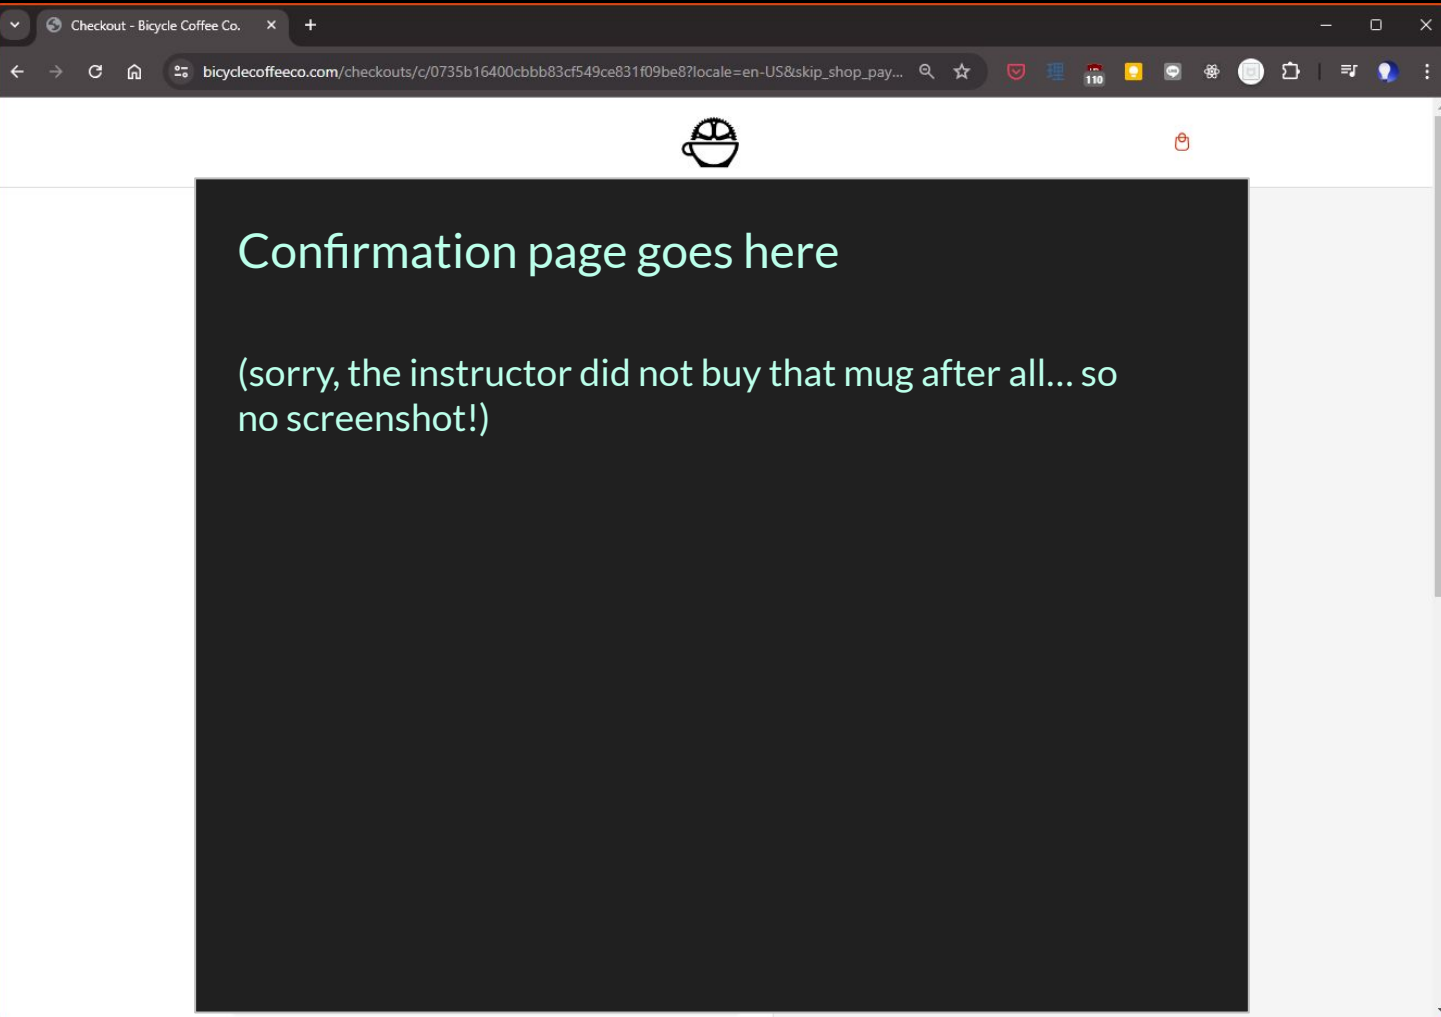 Checkout - Bicycle Coffee Co.
bicyclecoffeeco.com/checkouts/c/0735b16400cbbb83cf549ce831f09be8?locale=en-US&skip_shop_pay...
110
Confirmation page goes here
(sorry, the instructor did not buy that mug after all... so
no screenshot!)